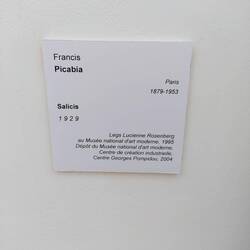 Francis
Picabia
Paris
1879-1953
Salicis
1929
Legs Lucienne Rosenberg
au Musée national d'art moderne, 1995
Dépôt du Musée national d'art moderne,
Centre de création industrielle,
Centre Georges Pompidou, 2004